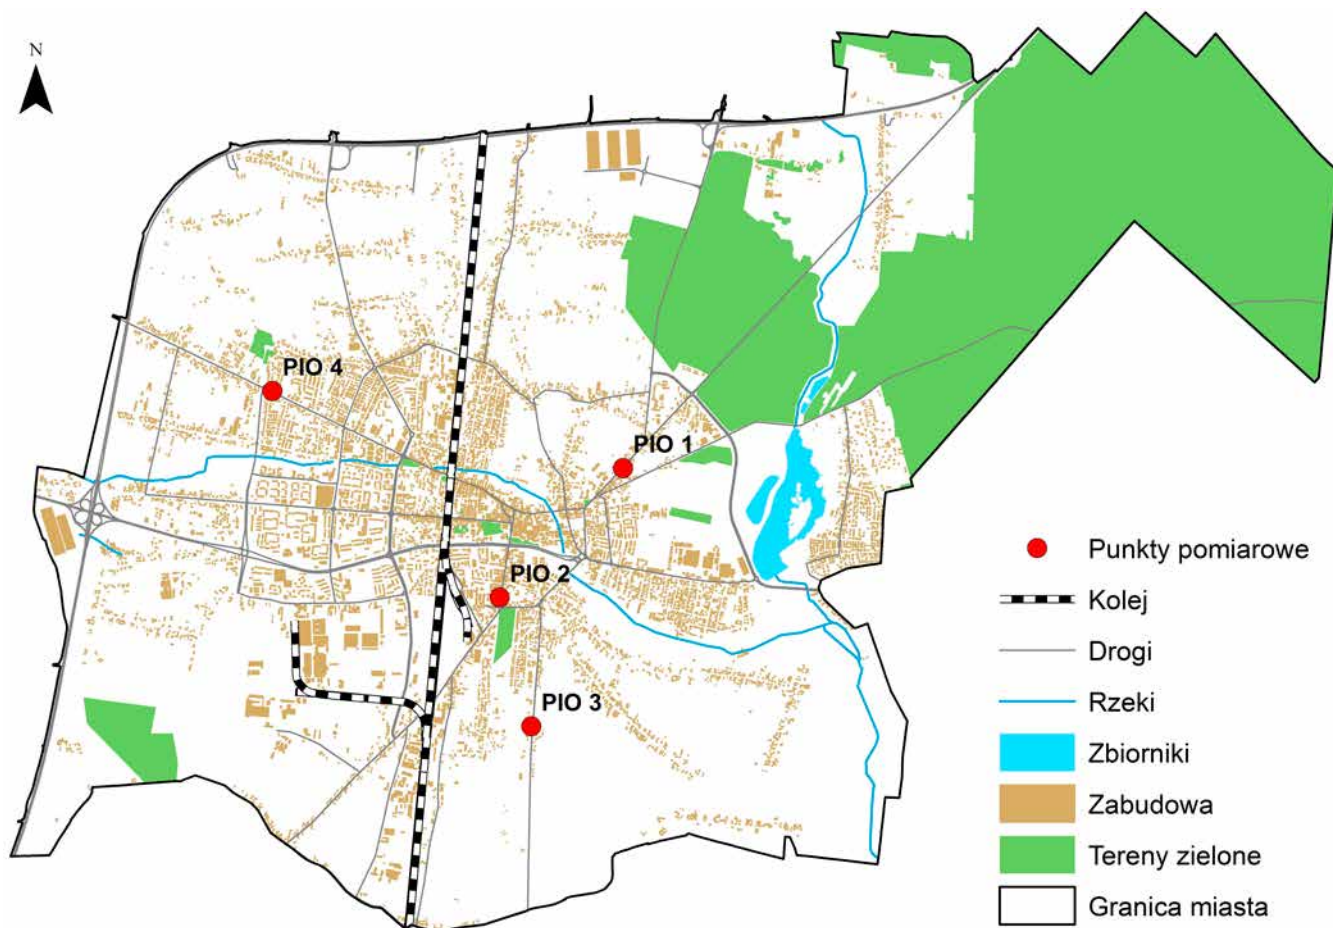 N
PIO 4
PIO 1
PIO 2
PIO 3
Punkty pomiarowe
Kolej
Drogi
Rzeki
Zbiorniki
Zabudowa
Tereny zielone
Granica miasta